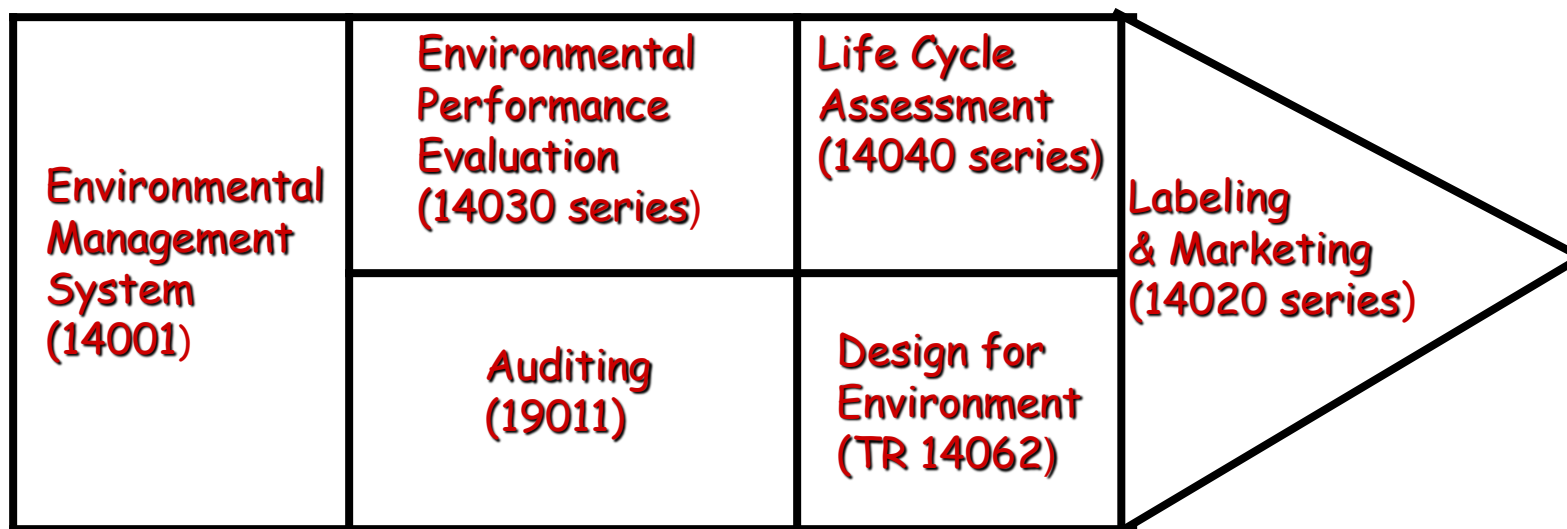 Environmental
Management
System
(14001)
Environmental
Performance
Evaluation
(14030 series)
Auditing
(19011)
Life Cycle
Assessment
(14040 series)
Design for
Environment
(TR 14062)
Labeling
& Marketing
(14020 series)